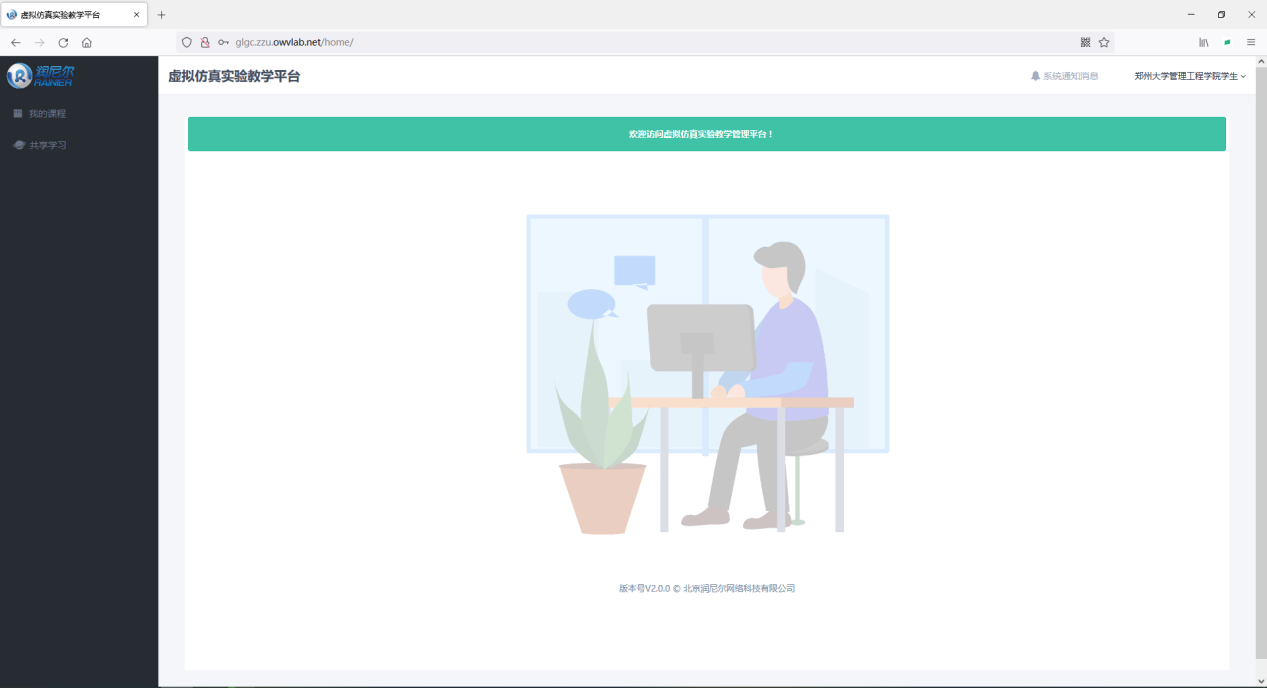 虚拟仿真实验教学平台
glgc.zzu.owvlab.net/home/
润尼尔
RAINIER
虚拟仿真实验教学平台
系统通知消息
郑州大学管理工程学院学生
我的课程
共享学习
欢迎访问虚拟仿真实验教学管理平台！
版本号V2.0.0 © 北京润尼尔网络科技有限公司